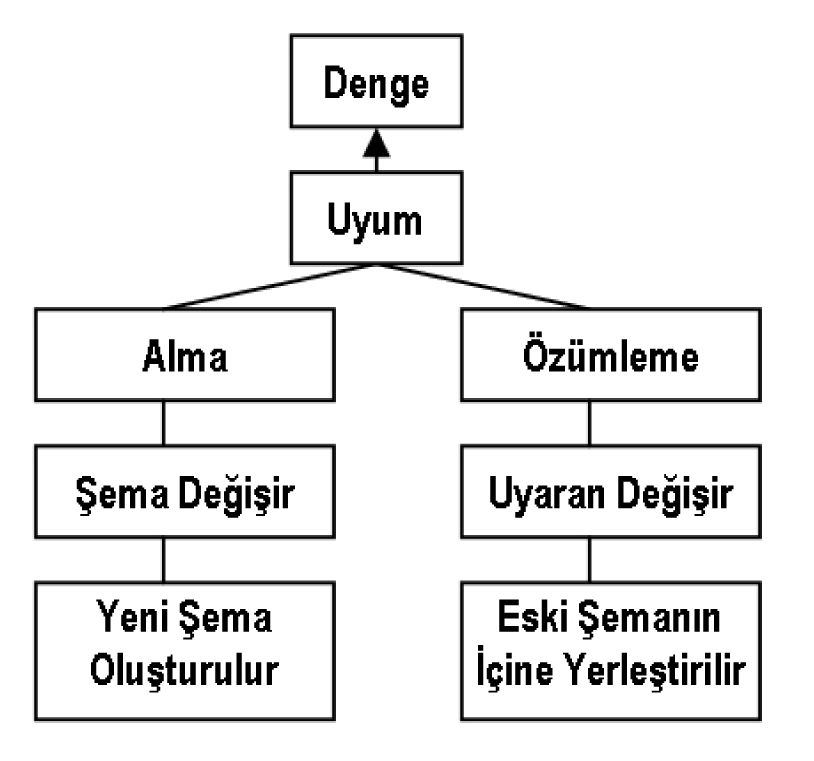 Denge
Uyum
Alma
Özümleme
Şema Değişir
Uyaran Değişir
Yeni Şema
Oluşturulur
Eski Şemanın
İçine Yerleştirilir